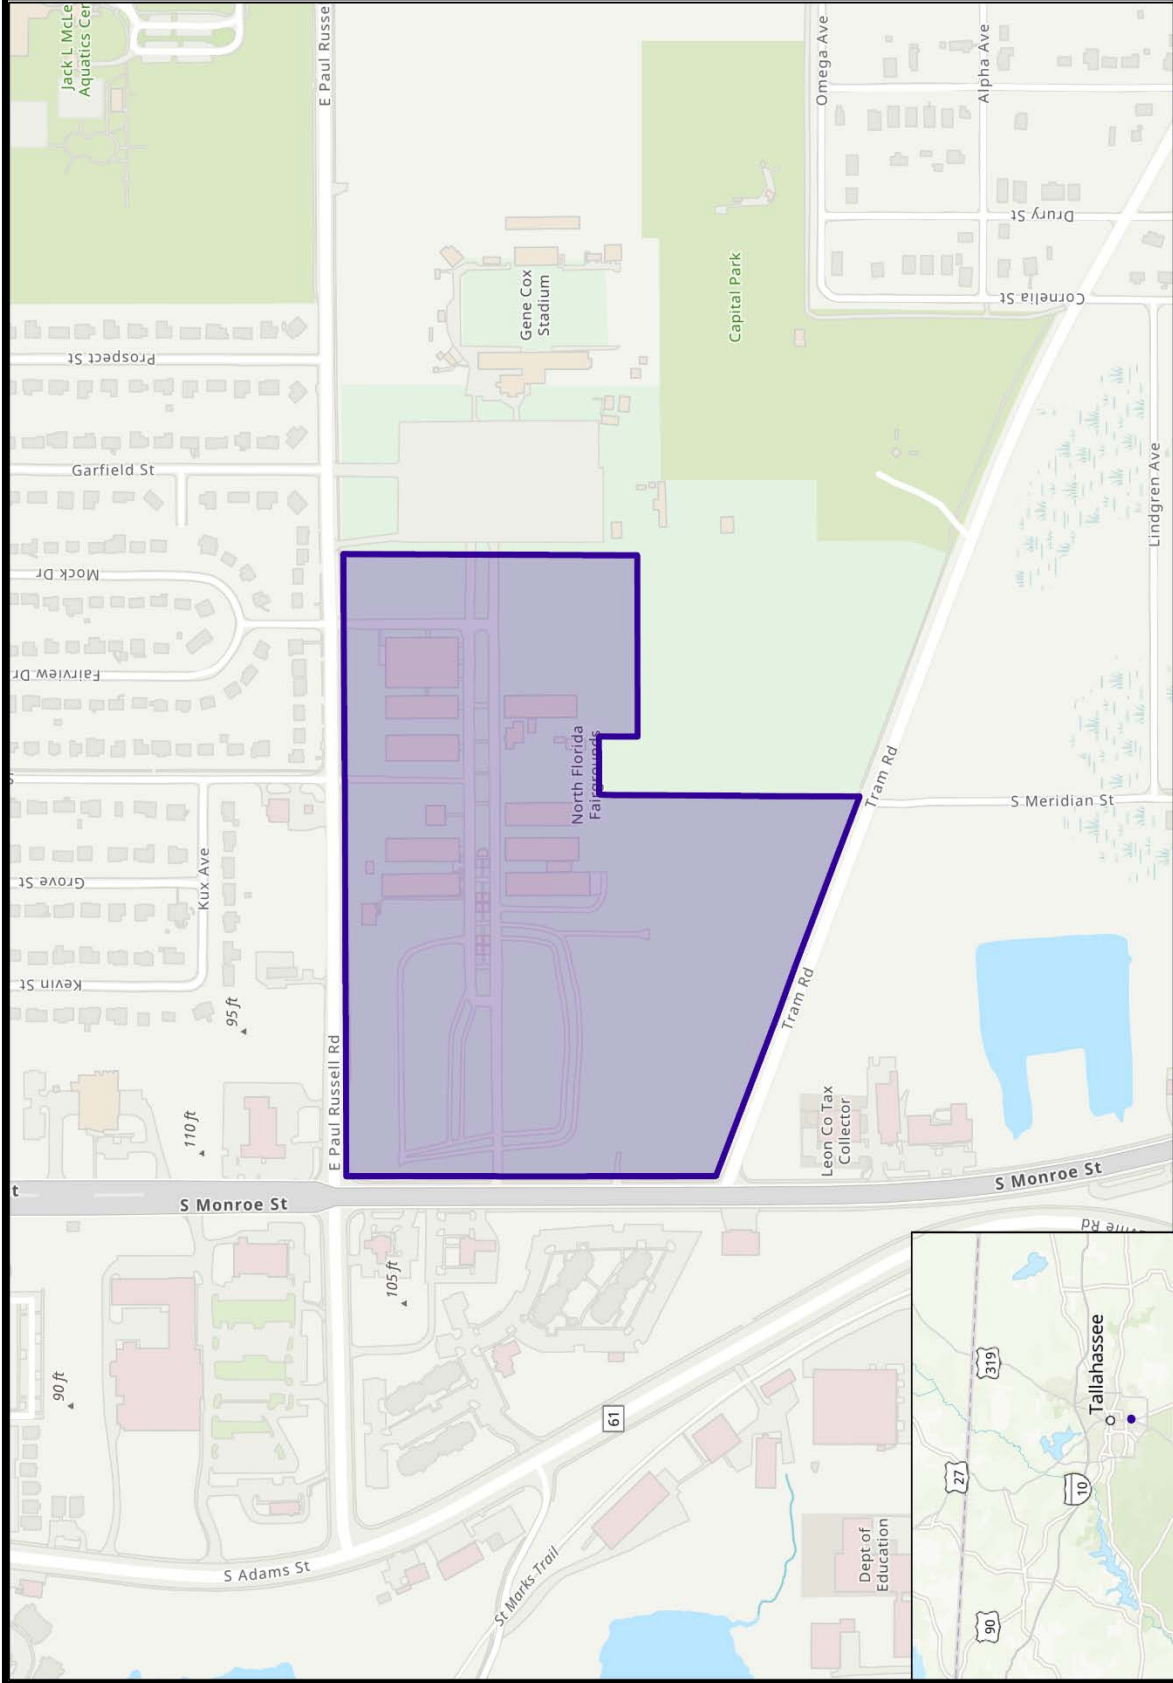 Jack L McLe
Aquatics Cer
E Paul Russe
Omega Ave
Alpha Ave
Drury St
Cornelia St
Prospect St
Gene Cox
Stadium
Capital Park
Garfield St
Lindgren Ave
Mock Dr
Fairview Dr
North Florida
Fairgrounds
Tram Rd
S Meridian St
Grove St
Kux Ave
Kevin St
95 ft
Tram Rd
E Paul Russell Rd
110 ft
Leon Co Tax
Collector
t
S Monroe St
S Monroe St
105 ft
90 ft
61
S Adams St
St Marks Trail
Dept of
Education
319
Tallahassee
27
10
90